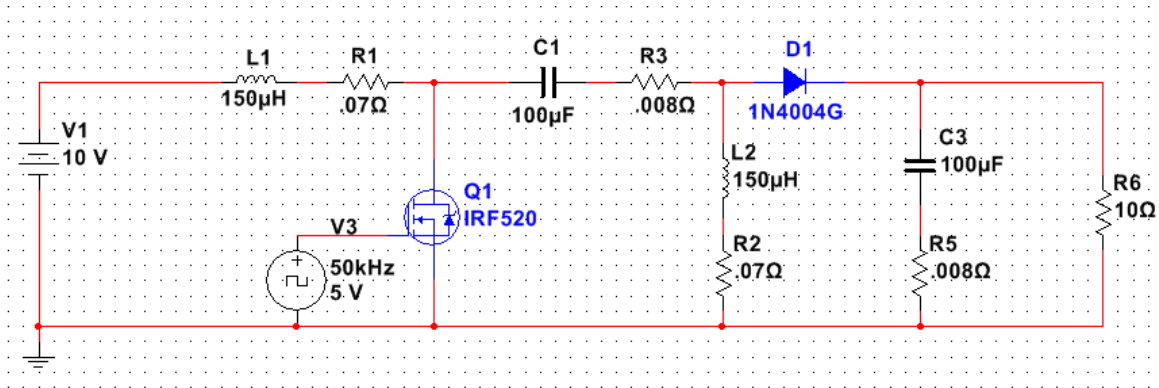 L1
150µH
R1
.07Ω
C1
100µF
R3
.008Ω
D1
1N4004G
V1
10 V
L2
150µH
C3
100µF
Q1
IRF520
R6
10Ω
V3
50kHz
5 V
R2
.07Ω
R5
.008Ω